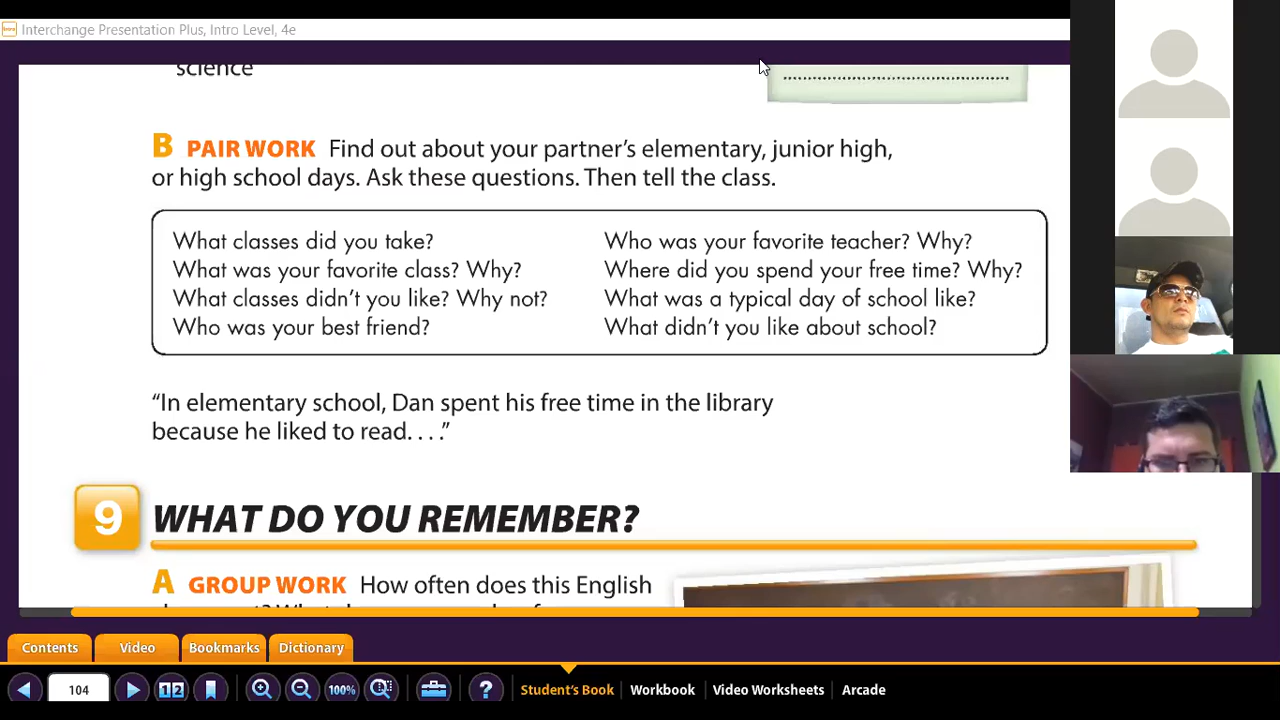 Interchange Presentation Plus, Intro Level, 4e
science
B PAIR WORK Find out about your partner's elementary, junior high,
or high school days. Ask these questions. Then tell the class.
What classes did you take?
What was your favorite class? Why?
What classes didn't you like? Why not?
Who was your best friend?
Who was your favorite teacher? Why?
Where did you spend your free time? Why?
What was a typical day of school like?
What didn't you like about school?
“In elementary school, Dan spent his free time in the library
because he liked to read. . . .”
9 WHAT DO YOU REMEMBER?
A GROUP WORK How often does this English
Contents Video Bookmarks Dictionary
104 1 2 100% ? Student's Book Workbook Video Worksheets Arcade